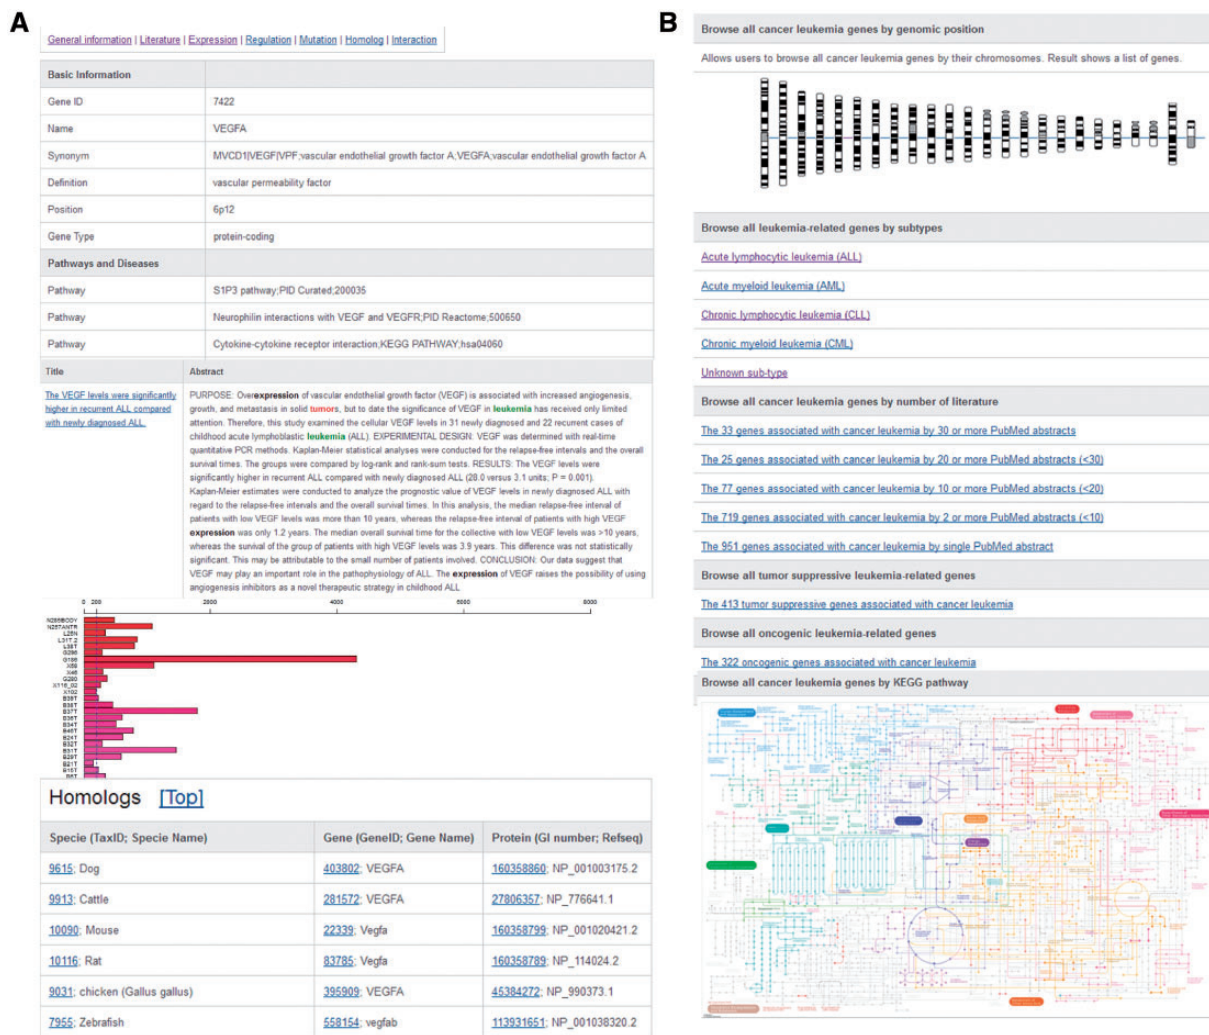 A
General information | Literature | Expression | Regulation | Mutation | Homolog | Interaction
Basic Information
Gene ID 7422
Name VEGFA
Synonym MVCD1|VEGF|VPF;vascular endothelial growth factor A;VEGFA;vascular endothelial growth factor A
Definition vascular permeability factor
Position 6p12
Gene Type protein-coding
Pathways and Diseases
Pathway S1P3 pathway;PID Curated;200035
Pathway Neurophilin interactions with VEGF and VEGFR;PID Reactome;500650
Pathway Cytokine-cytokine receptor interaction;KEGG PATHWAY;hsa04060
Title Abstract
The VEGF levels were significantly
higher in recurrent ALL compared
with newly diagnosed ALL.
PURPOSE: Overexpression of vascular endothelial growth factor (VEGF) is associated with increased angiogenesis,
growth, and metastasis in solid tumors, but to date the significance of VEGF in leukemia has received only limited
attention. Therefore, this study examined the cellular VEGF levels in 31 newly diagnosed and 22 recurrent cases of
childhood acute lymphoblastic leukemia (ALL). EXPERIMENTAL DESIGN: VEGF was determined with real-time
quantitative PCR methods. Kaplan-Meier statistical analyses were conducted for the relapse-free intervals and the overall
survival times. The groups were compared by log-rank and rank-sum tests. RESULTS: The VEGF levels were
significantly higher in recurrent ALL compared with newly diagnosed ALL (28.0 versus 3.1 units; P = 0.001).
Kaplan-Meier estimates were conducted to analyze the prognostic value of VEGF levels in newly diagnosed ALL with
regard to the relapse-free intervals and the overall survival times. In this analysis, the median relapse-free interval of
patients with low VEGF levels was more than 10 years, whereas the relapse-free interval of patients with high VEGF
expression was only 1.2 years. The median overall survival time for the collective with low VEGF levels was >10 years,
whereas the survival of the group of patients with high VEGF levels was 3.9 years. This difference was not statistically
significant. This may be attributable to the small number of patients involved. CONCLUSION: Our data suggest that
VEGF may play an important role in the pathophysiology of ALL. The expression of VEGF raises the possibility of using
angiogenesis inhibitors as a novel therapeutic strategy in childhood ALL
0 200 2000 4000 6000 8000
N265BODY
N257ANTR
L28N
L31T 2
L38T
G296
G186
X58
X46
G280
X116_02
X102
B39T
B38T
B37T
B36T
B34T
B40T
B24T
B32T
B31T
B29T
B21T
B15T
B6T
Homologs [Top]
Specie (TaxID; Specie Name) Gene (GeneID; Gene Name) Protein (GI number; Refseq)
9615; Dog 403802; VEGFA 160358860; NP_001003175.2
9913; Cattle 281572; VEGFA 27806357; NP_776641.1
10090; Mouse 22339; Vegfa 160358799; NP_001020421.2
10116; Rat 83785; Vegfa 160358789; NP_114024.2
9031; chicken (Gallus gallus) 395909; VEGFA 45384272; NP_990373.1
7955; Zebrafish 558154; vegfab 113931651; NP_001038320.2
B
Browse all cancer leukemia genes by genomic position
Allows users to browse all cancer leukemia genes by their chromosomes. Result shows a list of genes.
Browse all leukemia-related genes by subtypes
Acute lymphocytic leukemia (ALL)
Acute myeloid leukemia (AML)
Chronic lymphocytic leukemia (CLL)
Chronic myeloid leukemia (CML)
Unknown sub-type
Browse all cancer leukemia genes by number of literature
The 33 genes associated with cancer leukemia by 30 or more PubMed abstracts
The 25 genes associated with cancer leukemia by 20 or more PubMed abstracts (<30)
The 77 genes associated with cancer leukemia by 10 or more PubMed abstracts (<20)
The 719 genes associated with cancer leukemia by 2 or more PubMed abstracts (<10)
The 951 genes associated with cancer leukemia by single PubMed abstract
Browse all tumor suppressive leukemia-related genes
The 413 tumor suppressive genes associated with cancer leukemia
Browse all oncogenic leukemia-related genes
The 322 oncogenic genes associated with cancer leukemia
Browse all cancer leukemia genes by KEGG pathway